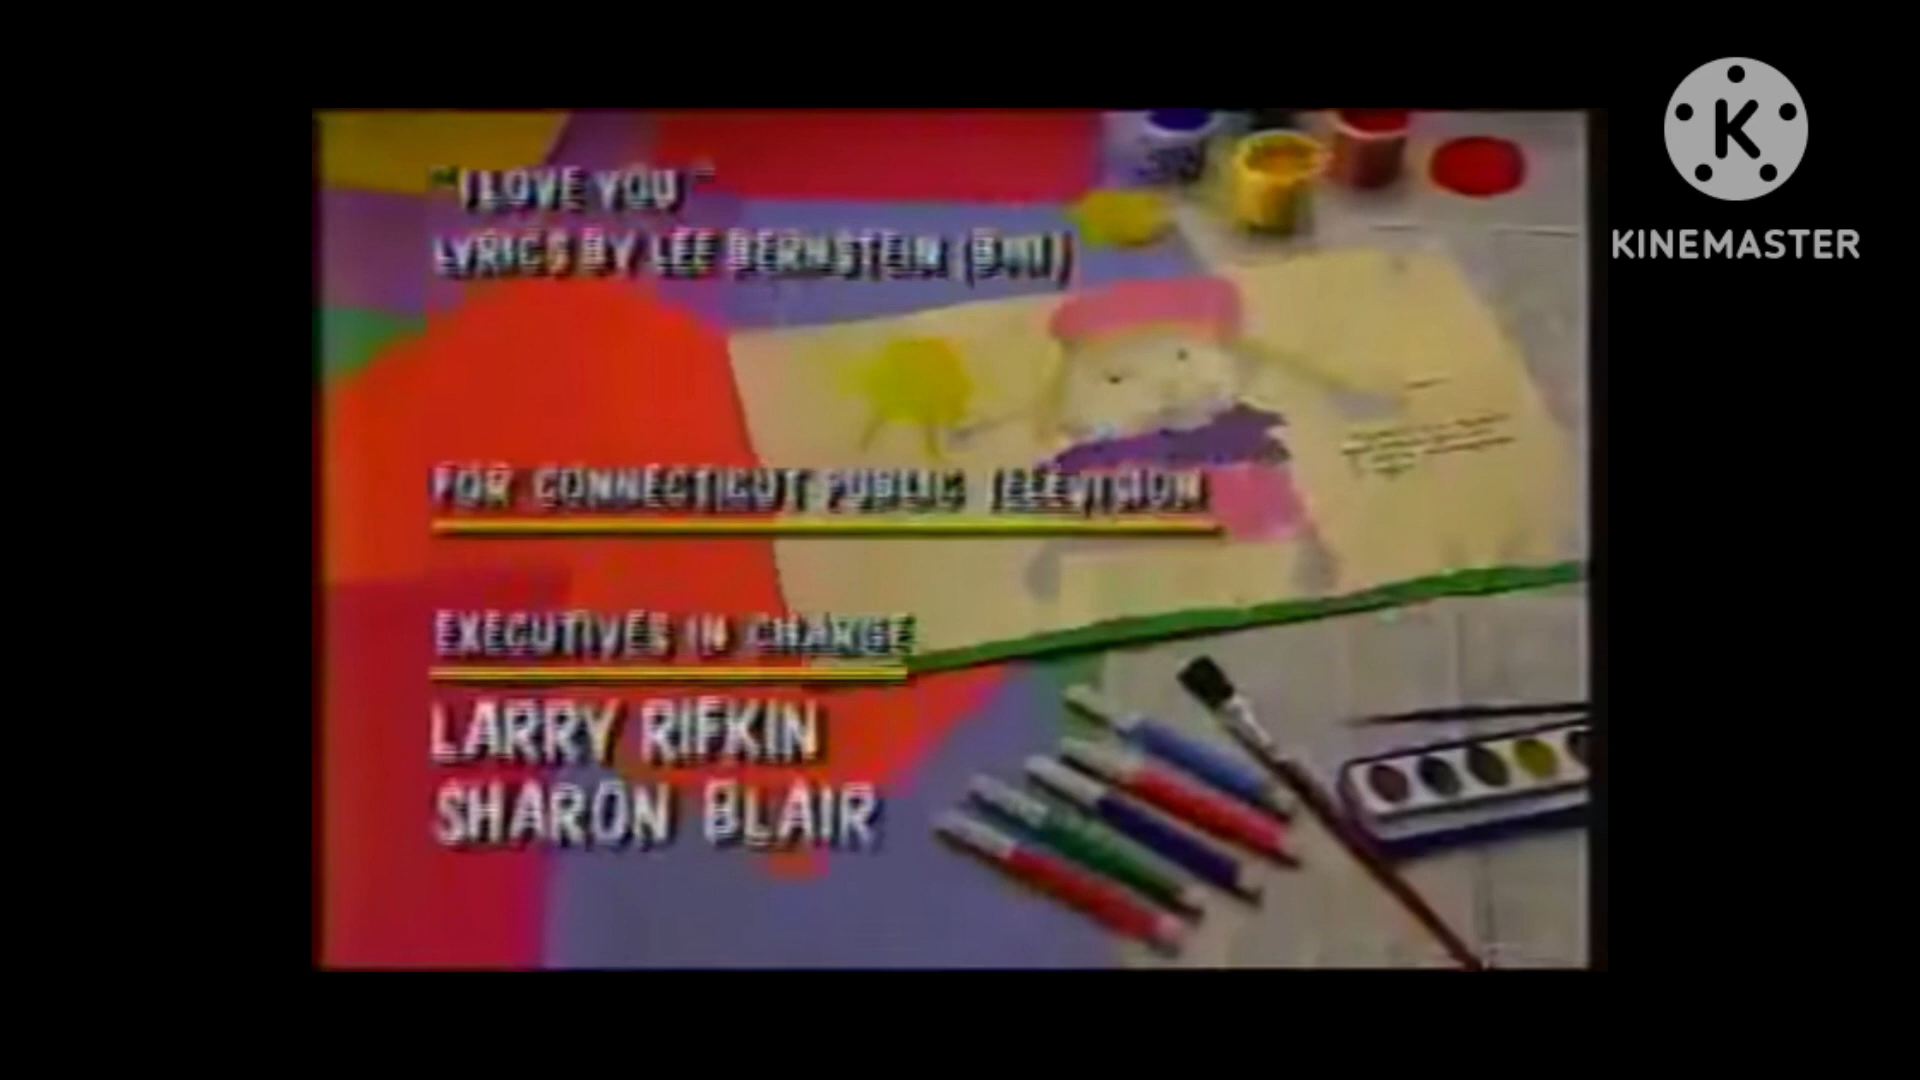 "I LOVE YOU"
LYRICS BY LEE BERNSTEIN (BMI)
FOR CONNECTICUT PUBLIC TELEVISION
EXECUTIVES IN CHARGE
LARRY RIFKIN
SHARON BLAIR
K
KINEMASTER